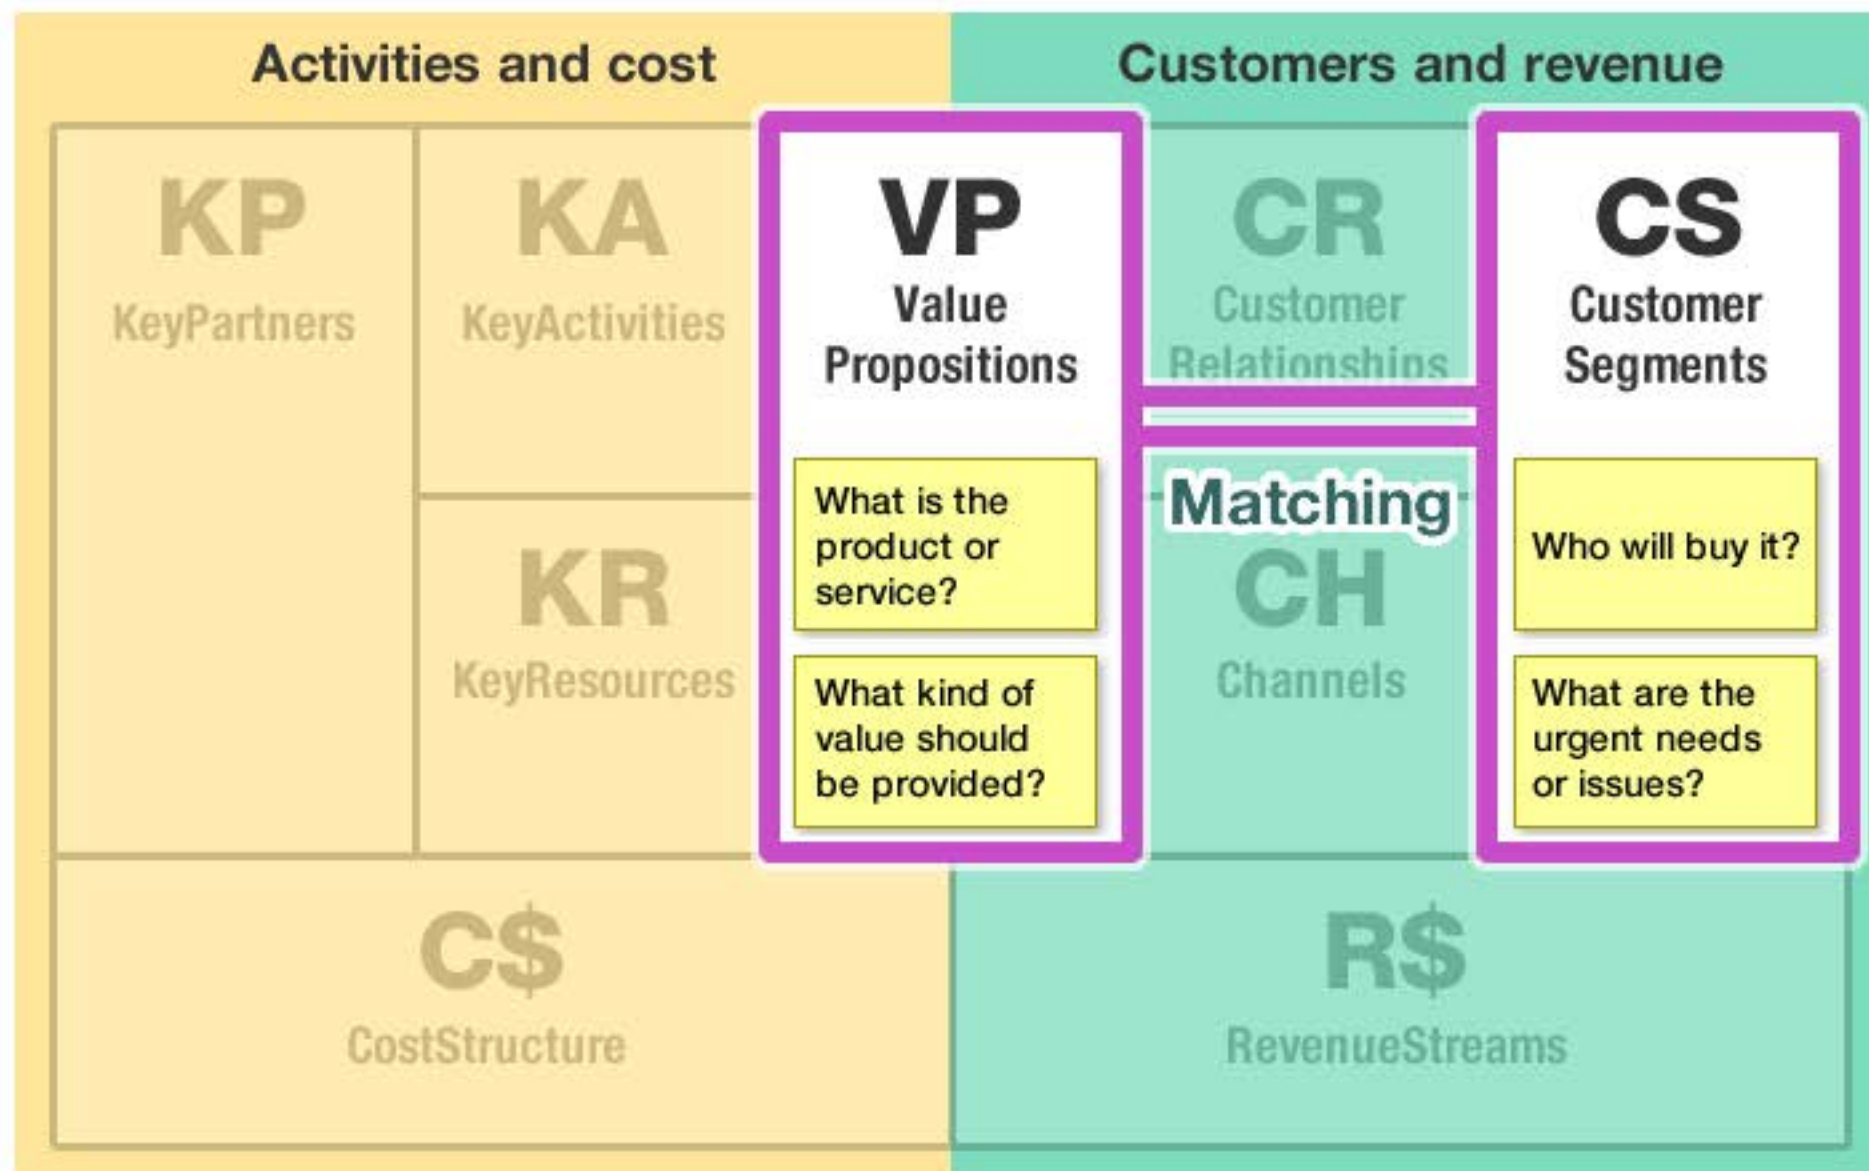 Activities and cost
Customers and revenue
KP
KeyPartners
KA
KeyActivities
VP
Value
Propositions
CR
Customer
Relationships
CS
Customer
Segments
What is the
product or
service?
Matching
Who will buy it?
KR
KeyResources
What kind of
value should
be provided?
CH
Channels
What are the
urgent needs
or issues?
C$
CostStructure
R$
RevenueStreams